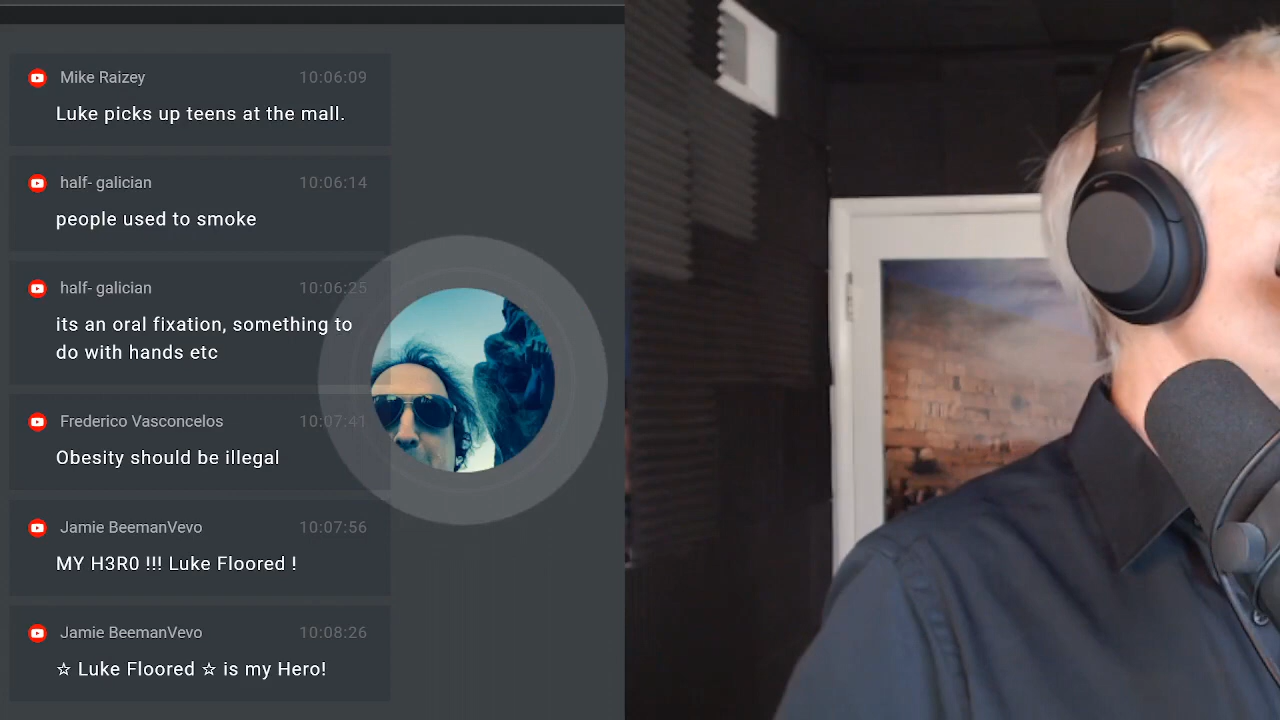 Mike Raizey 10:06:09
Luke picks up teens at the mall.
half- galician 10:06:14
people used to smoke
half- galician 10:06:25
its an oral fixation, something to
do with hands etc
Frederico Vasconcelos 10:07:41
Obesity should be illegal
Jamie BeemanVevo 10:07:56
MY H3R0 !!! Luke Floored !
Jamie BeemanVevo 10:08:26
☆ Luke Floored ☆ is my Hero!